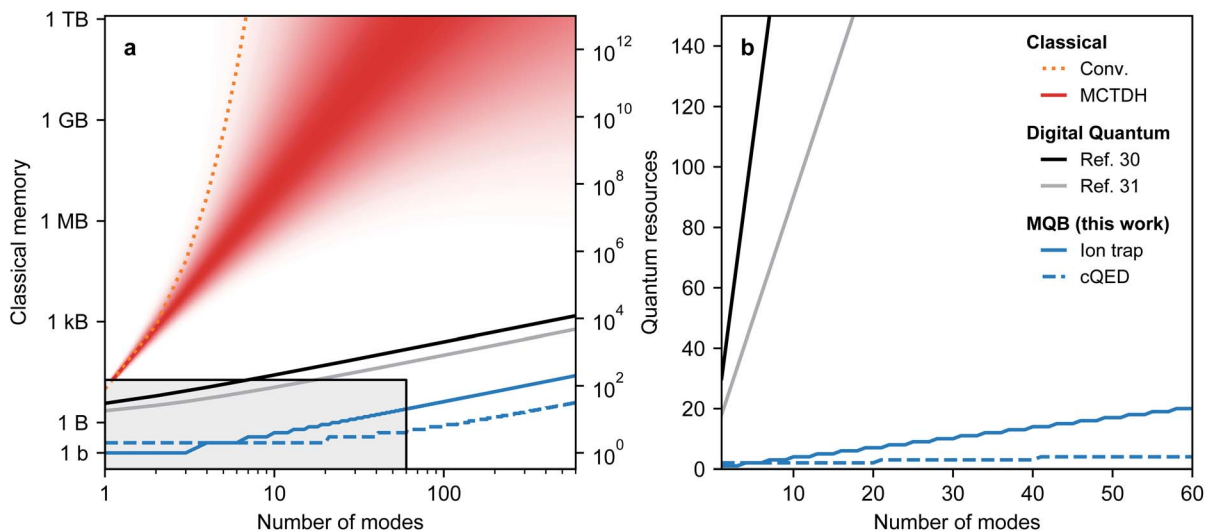 a
Classical memory
1 TB
1 GB
1 MB
1 kB
1 B
1 b
10^12
10^10
10^8
10^6
10^4
10^2
10^0
1
10
100
Number of modes
b
Quantum resources
140
120
100
80
60
40
20
0
10
20
30
40
50
60
Number of modes
Classical
Conv.
MCTDH
Digital Quantum
Ref. 30
Ref. 31
MQB (this work)
Ion trap
cQED